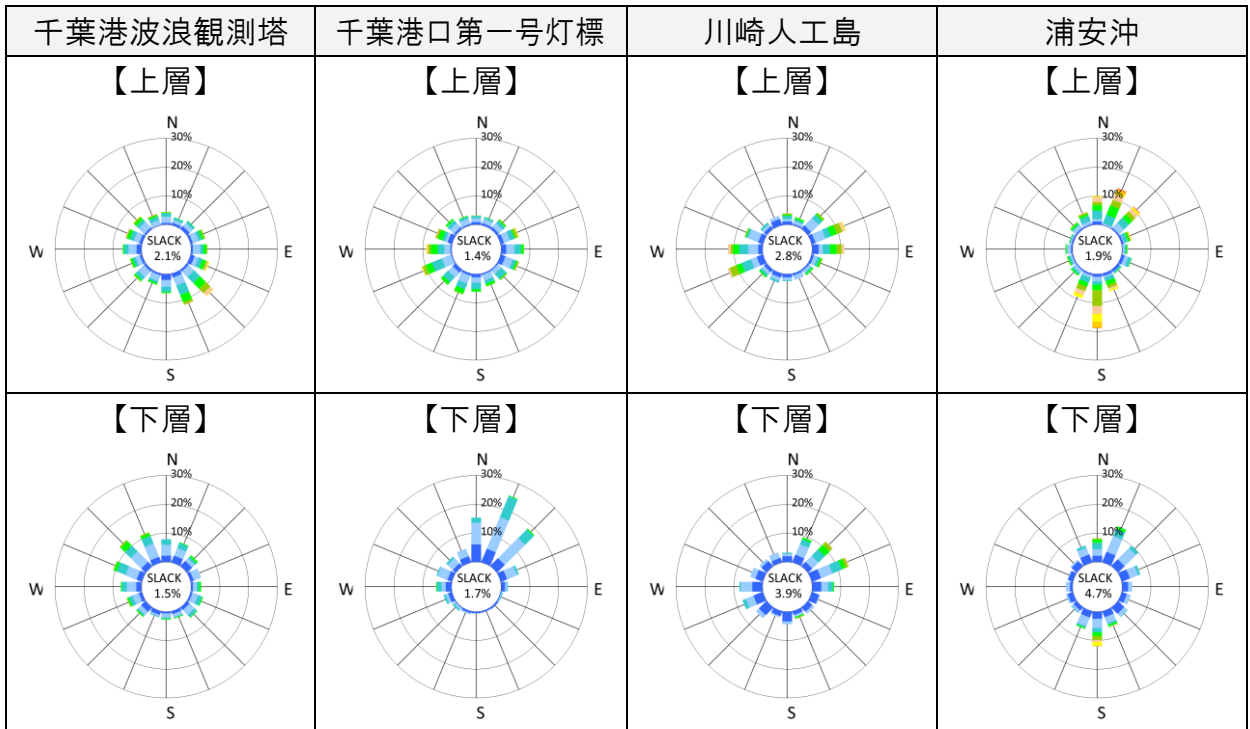 千葉港波浪観測塔
千葉港口第一号灯標
川崎人工島
浦安沖
【上層】
N
30%
20%
10%
W
SLACK
2.1%
E
S
【上層】
N
30%
20%
10%
W
SLACK
1.4%
E
S
【上層】
N
30%
20%
10%
W
SLACK
2.8%
E
S
【上層】
N
30%
20%
10%
W
SLACK
1.9%
E
S
【下層】
N
30%
20%
10%
W
SLACK
1.5%
E
S
【下層】
N
30%
20%
10%
W
SLACK
1.7%
E
S
【下層】
N
30%
20%
10%
W
SLACK
3.9%
E
S
【下層】
N
30%
20%
10%
W
SLACK
4.7%
E
S